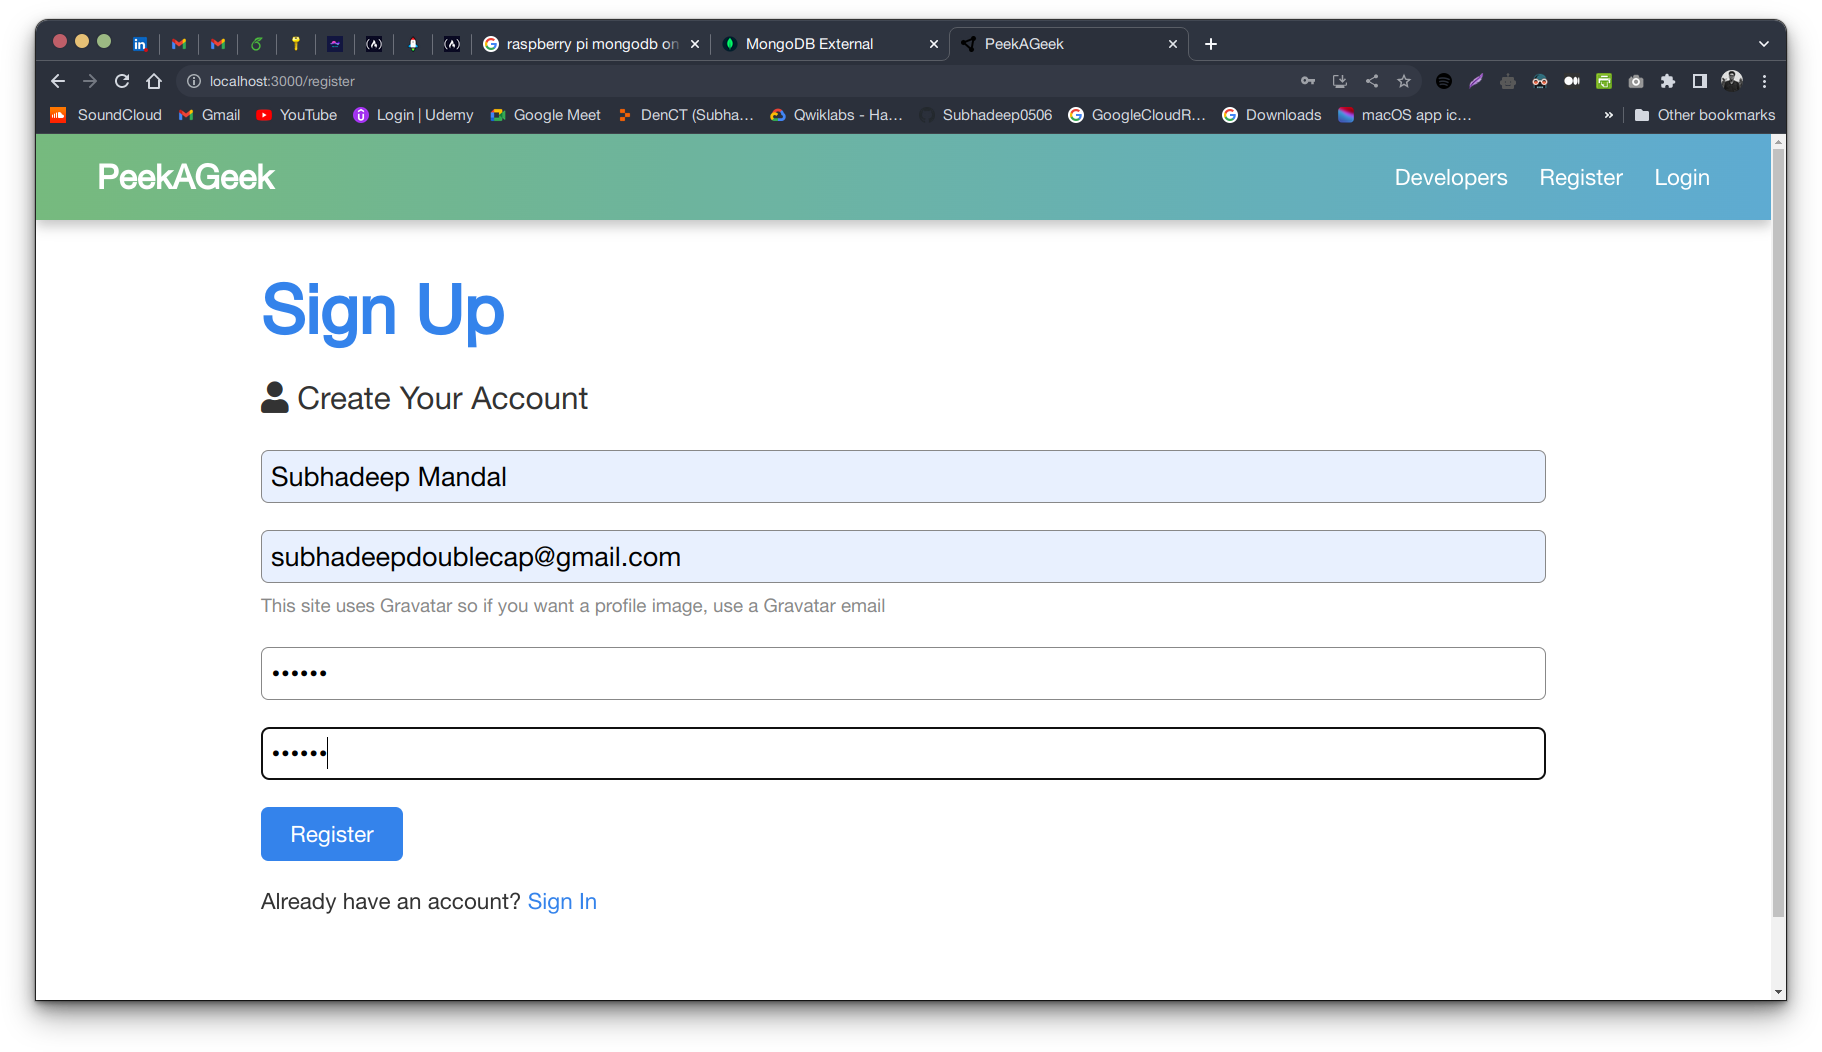 raspberry pi mongodb on
MongoDB External
PeekAGeek
localhost:3000/register
SoundCloud
Gmail
YouTube
Login | Udemy
Google Meet
DenCT (Subha...
Qwiklabs - Ha...
Subhadeep0506
GoogleCloudR...
Downloads
macOS app ic...
»
Other bookmarks
PeekAGeek
Developers
Register
Login
Sign Up
Create Your Account
Subhadeep Mandal
subhadeepdoublecap@gmail.com
This site uses Gravatar so if you want a profile image, use a Gravatar email
••••••
••••••
Register
Already have an account? Sign In